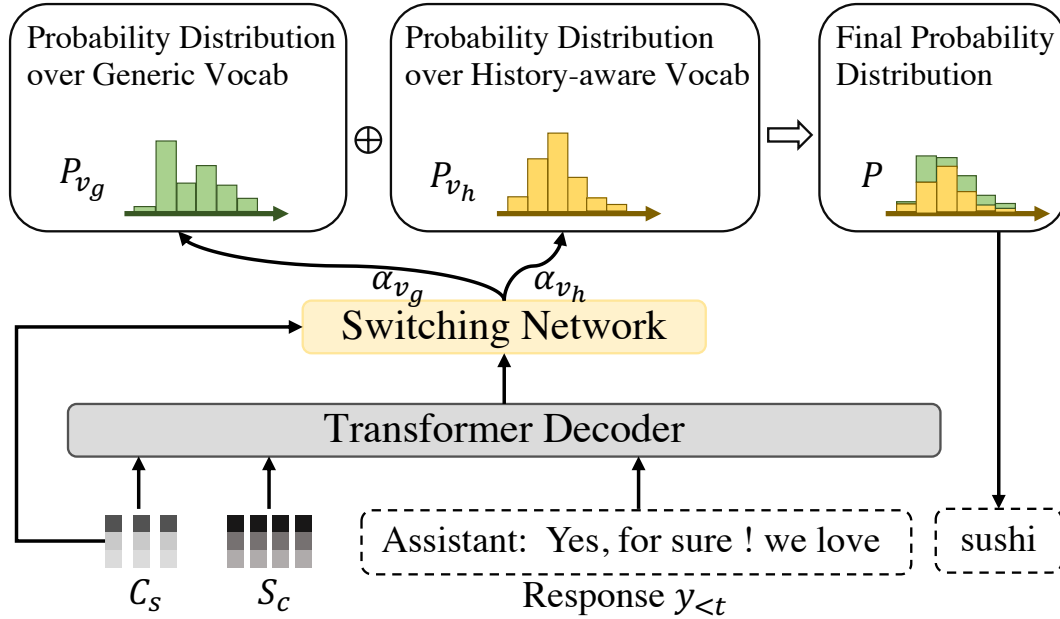 Probability Distribution
over Generic Vocab
P_{v_g}
⊕
Probability Distribution
over History-aware Vocab
P_{v_h}
Final Probability
Distribution
P
α_{v_g}
α_{v_h}
Switching Network
Transformer Decoder
C_s
S_c
Assistant: Yes, for sure ! we love
Response y_{<t}
sushi